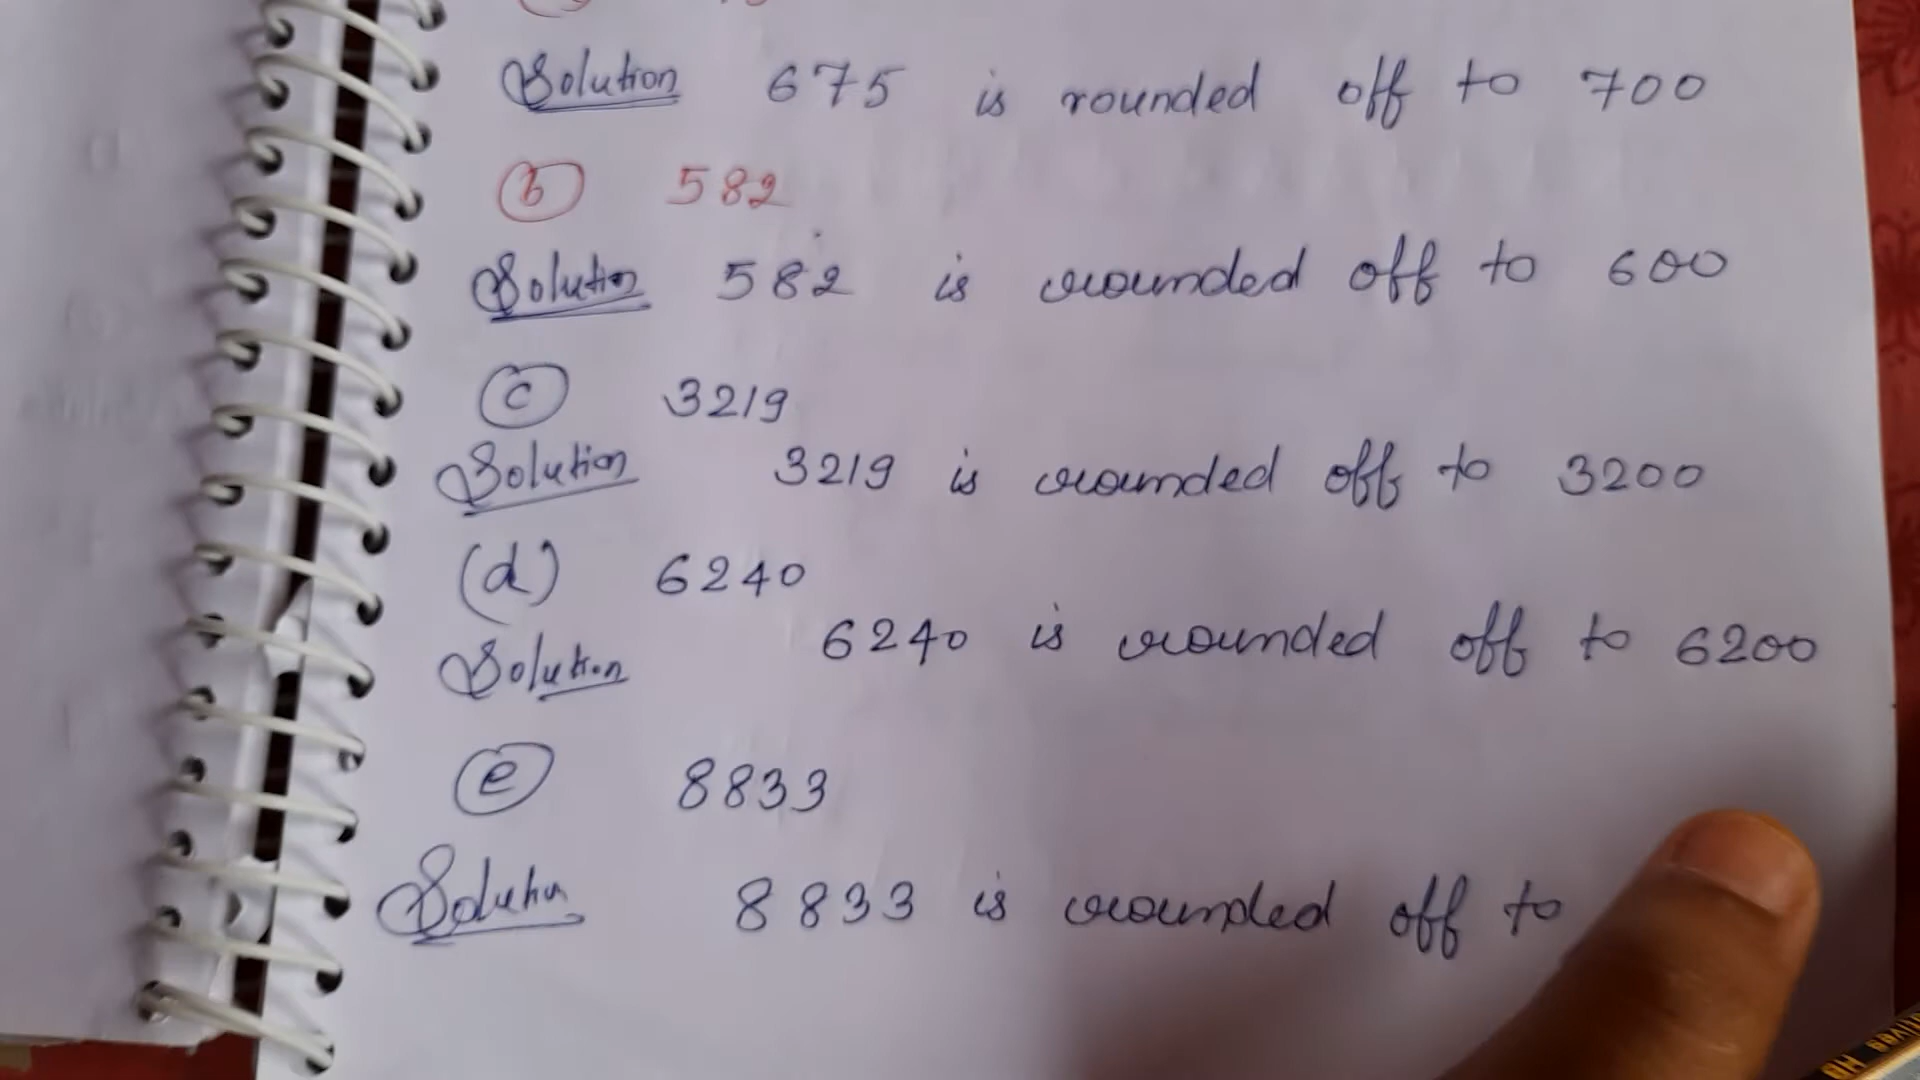 Solution 675 is rounded off to 700
(b) 582
Solution 582 is rounded off to 600
(c) 3219
Solution 3219 is rounded off to 3200
(d) 6240
Solution 6240 is rounded off to 6200
(e) 8833
Solution 8833 is rounded off to